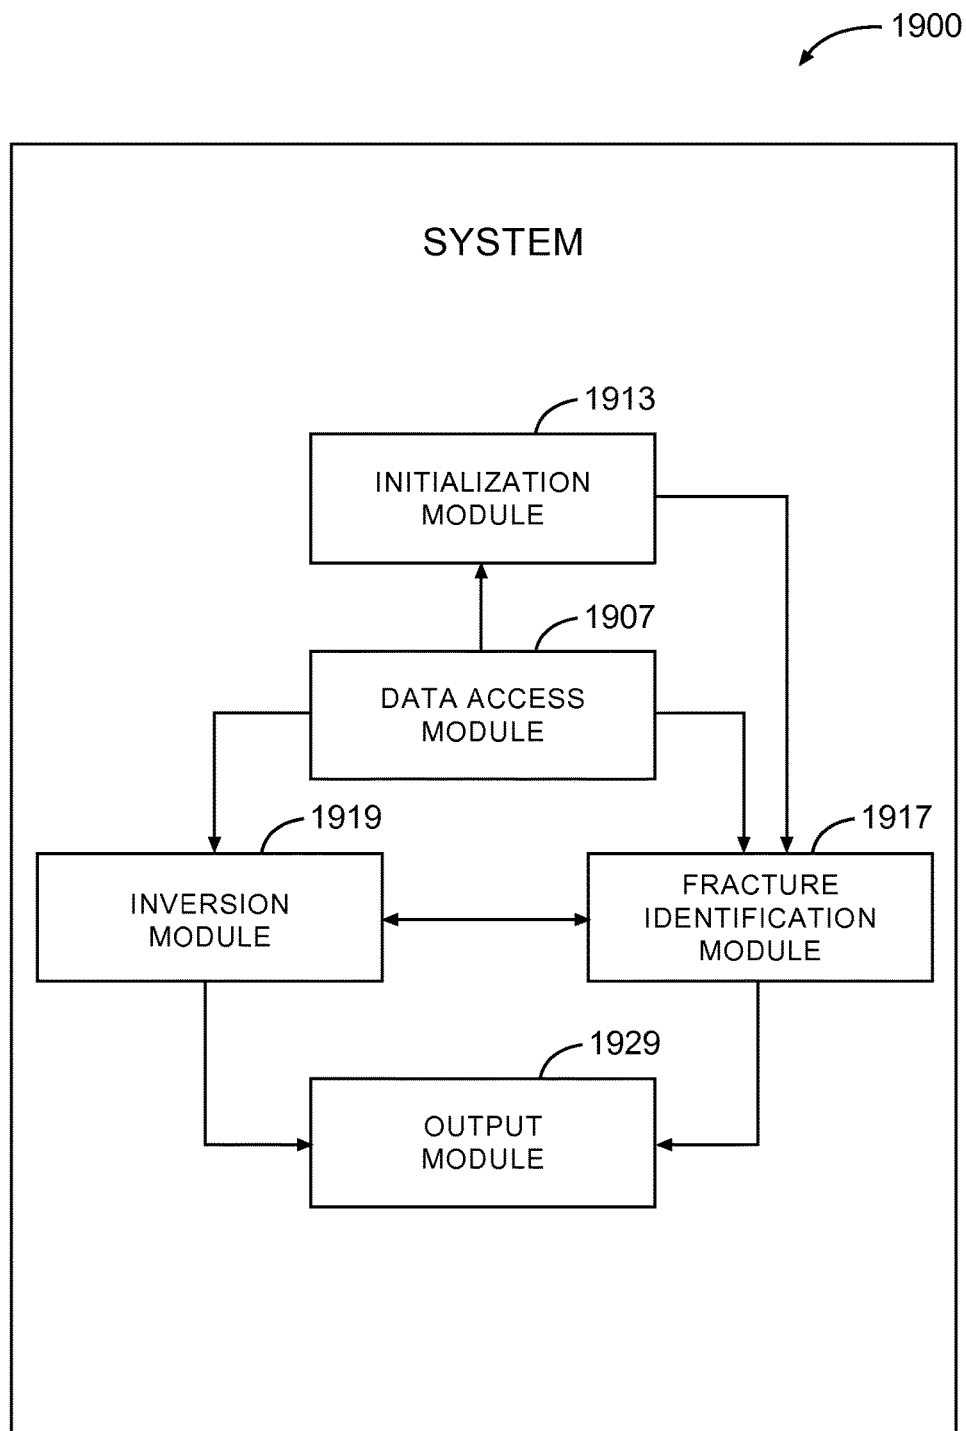 1900
SYSTEM
1913
INITIALIZATION
MODULE
1907
DATA ACCESS
MODULE
1919
INVERSION
MODULE
1917
FRACTURE
IDENTIFICATION
MODULE
1929
OUTPUT
MODULE